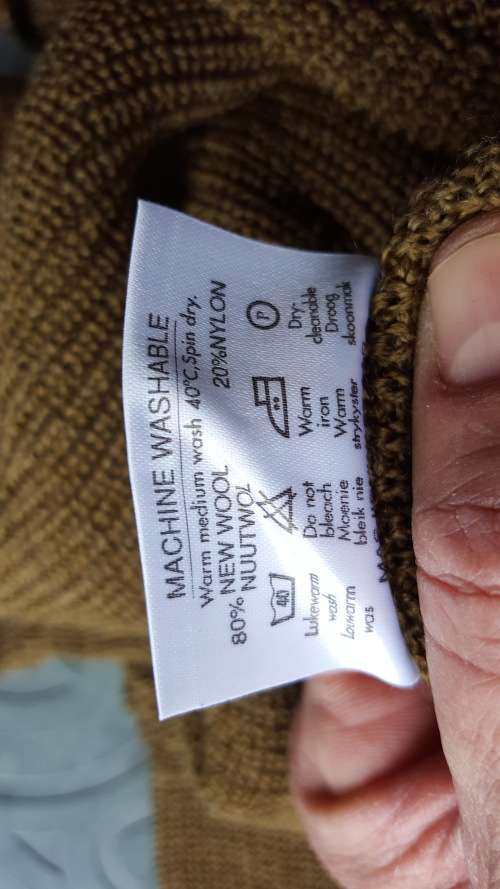 MACHINE WASHABLE
Warm medium wash 40°C, Spin dry.
80% NEW WOOL 20%NYLON
NUUTWOL
40
P
Lukewarm wash
Louwarm was
Do not bleach
Moenie bleik nie
Warm iron
Warm strykyster
Dry-cleanable
Droog skoonmaak